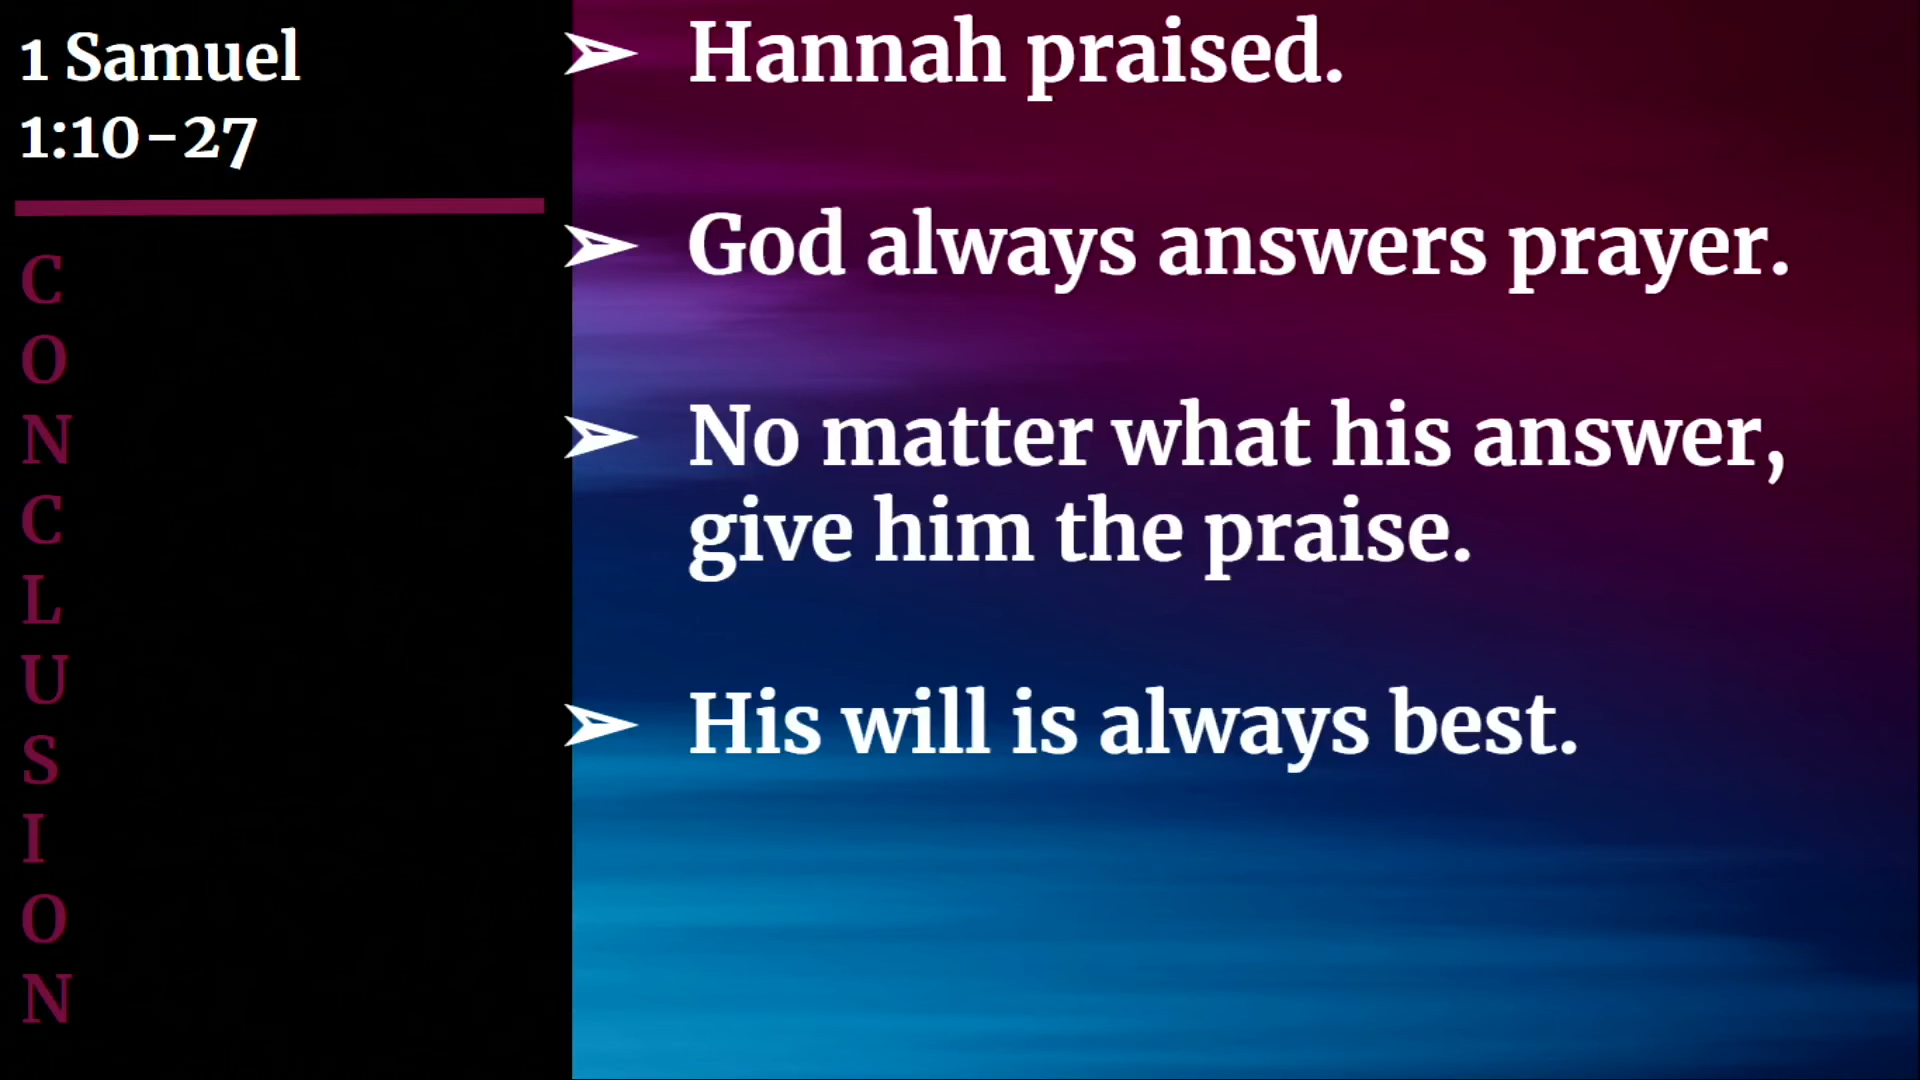 1 Samuel
1:10-27
C
O
N
C
L
U
S
I
O
N
➢ Hannah praised.
➢ God always answers prayer.
➢ No matter what his answer,
give him the praise.
➢ His will is always best.